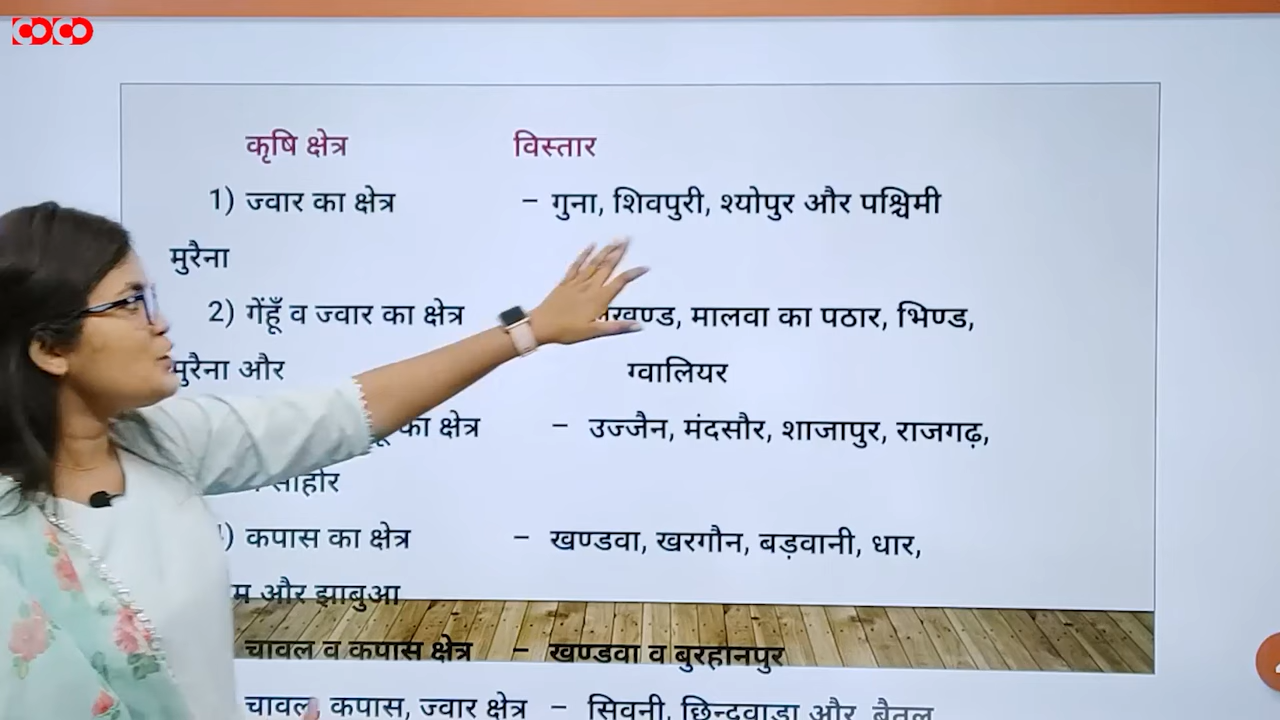 COCO
कृषि क्षेत्र विस्तार
1) ज्वार का क्षेत्र – गुना, शिवपुरी, श्योपुर और पश्चिमी
मुरैना
2) गेंहूँ व ज्वार का क्षेत्र मालवा का पठार, भिण्ड,
मुरैना और ग्वालियर
का क्षेत्र – उज्जैन, मंदसौर, शाजापुर, राजगढ़,
) कपास का क्षेत्र – खण्डवा, खरगौन, बड़वानी, धार,
और झाबुआ
चावल व कपास क्षेत्र – खण्डवा व बुरहानपुर
चावल, कपास, ज्वार क्षेत्र – सिवनी, छिन्दवाडा और बैतूल